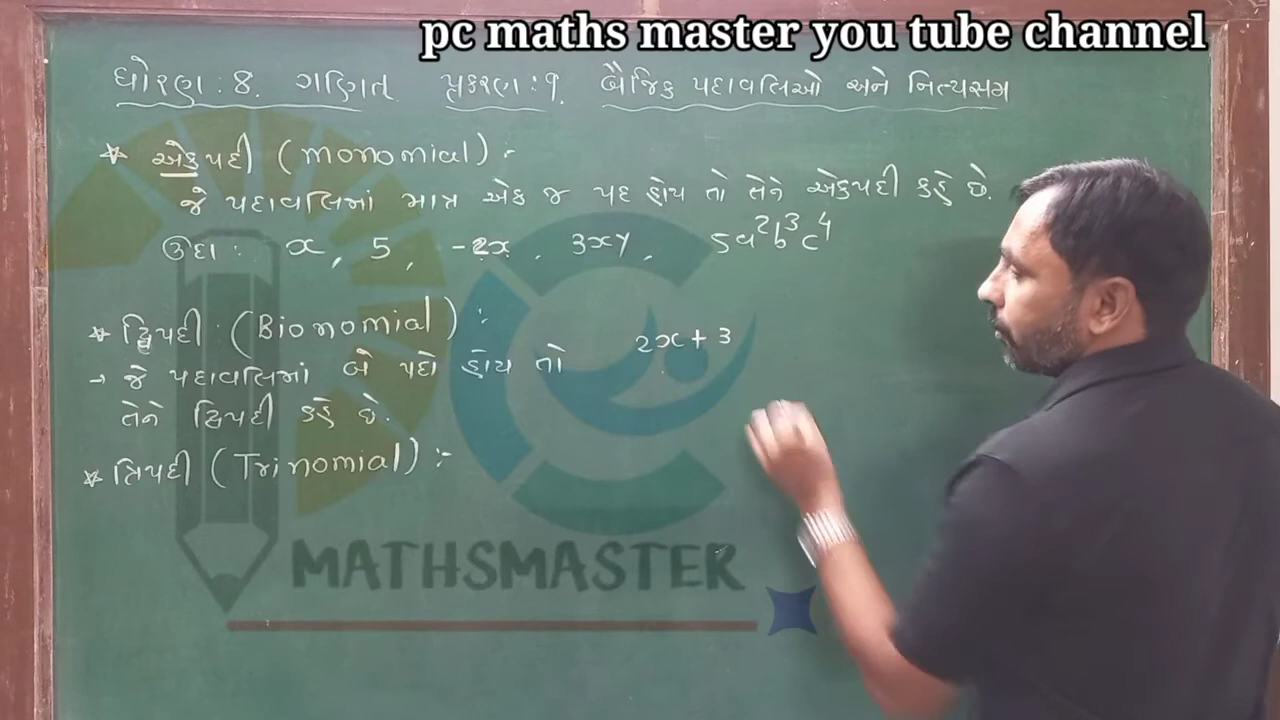 pc maths master you tube channel
ધોરણ : 8. ગણિત પ્રકરણ : ૧. બૈજિક પદાવલિઓ અને નિત્યસમ
* એકપદી (monomial) :-
જે પદાવલિમાં માત્ર એક જ પદ હોય તો તેને એકપદી કહે છે.
ઉદા : x, 5, -2x, 3xy, 5a²b³c⁴
* દ્વિપદી : (Bionomial) :-
2x + 3
→ જે પદાવલિમાં બે પદો હોય તો
તેને દ્વિપદી કહે છે.
* ત્રિપદી (Trinomial) :-
MATHSMASTER